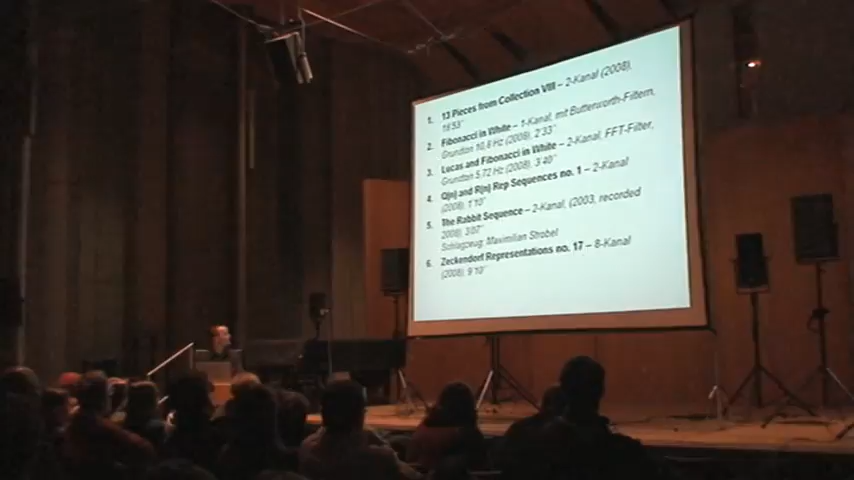 1. 13 Pieces from Collection VIII – 2-Kanal (2008),
18'53"
2. Fibonacci in White – 1-Kanal, mit Butterworth-Filtern,
Grundton 10,8 Hz (2008), 2'33"
3. Lucas and Fibonacci in White – 2-Kanal, FFT-Filter,
Grundton 5.72 Hz (2008), 3'40"
4. Q(n) and R(n) Rep Sequences no. 1 – 2-Kanal
(2008), 1'10"
5. The Rabbit Sequence – 2-Kanal, (2003, recorded
2008), 3'07"
Schlagzeug: Maximilian Strobel
6. Zeckendorf Representations no. 17 – 8-Kanal
(2008), 9'10"